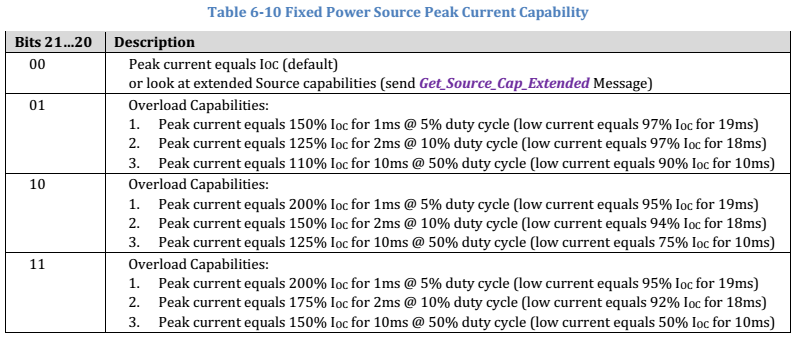 Table 6-10 Fixed Power Source Peak Current Capability
Bits 21…20 Description
00 Peak current equals IOC (default)
or look at extended Source capabilities (send Get_Source_Cap_Extended Message)
01 Overload Capabilities:
1. Peak current equals 150% IOC for 1ms @ 5% duty cycle (low current equals 97% IOC for 19ms)
2. Peak current equals 125% IOC for 2ms @ 10% duty cycle (low current equals 97% IOC for 18ms)
3. Peak current equals 110% IOC for 10ms @ 50% duty cycle (low current equals 90% IOC for 10ms)
10 Overload Capabilities:
1. Peak current equals 200% IOC for 1ms @ 5% duty cycle (low current equals 95% IOC for 19ms)
2. Peak current equals 150% IOC for 2ms @ 10% duty cycle (low current equals 94% IOC for 18ms)
3. Peak current equals 125% IOC for 10ms @ 50% duty cycle (low current equals 75% IOC for 10ms)
11 Overload Capabilities:
1. Peak current equals 200% IOC for 1ms @ 5% duty cycle (low current equals 95% IOC for 19ms)
2. Peak current equals 175% IOC for 2ms @ 10% duty cycle (low current equals 92% IOC for 18ms)
3. Peak current equals 150% IOC for 10ms @ 50% duty cycle (low current equals 50% IOC for 10ms)